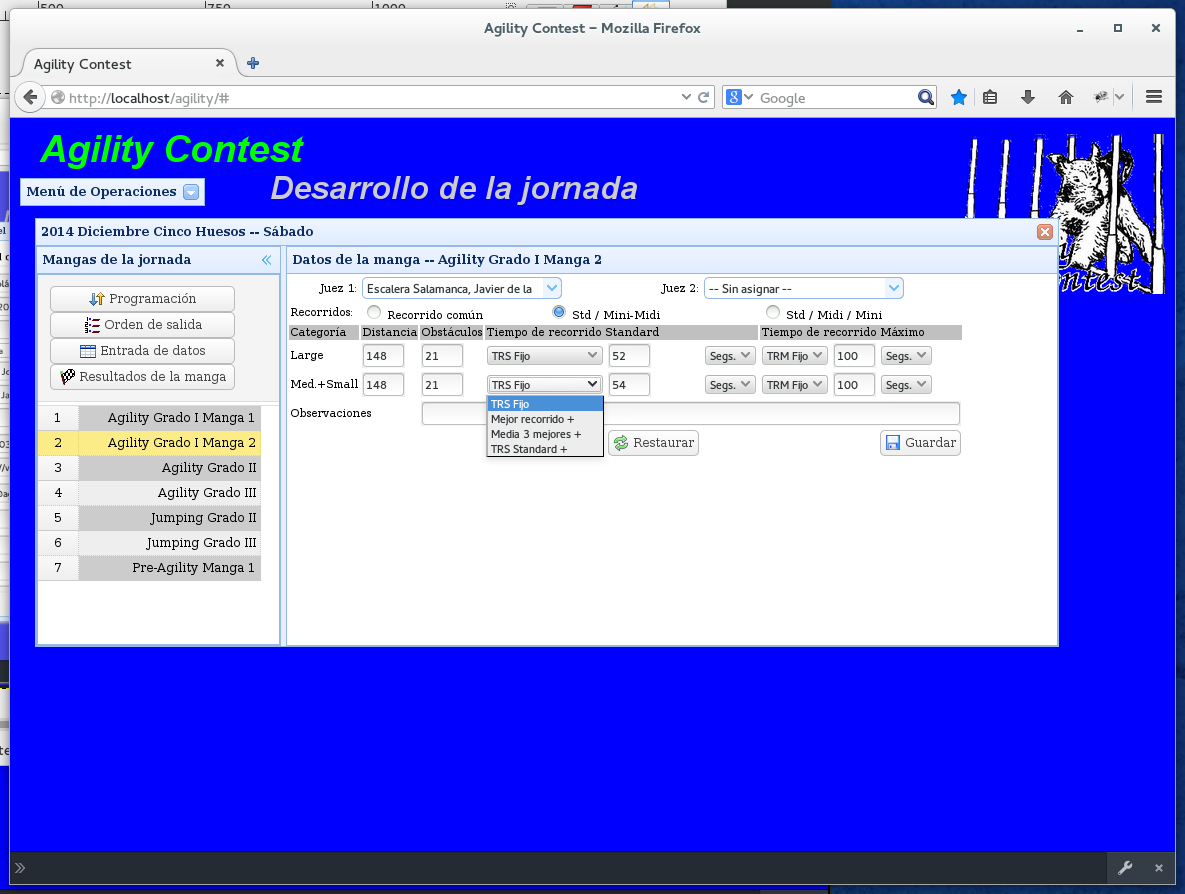 500 750 1000
Agility Contest – Mozilla Firefox
Agility Contest
http://localhost/agility/#
Google
Agility Contest
Menú de Operaciones
Desarrollo de la jornada
2014 Diciembre Cinco Huesos -- Sábado
Mangas de la jornada
Programación
Orden de salida
Entrada de datos
Resultados de la manga
1 Agility Grado I Manga 1
2 Agility Grado I Manga 2
3 Agility Grado II
4 Agility Grado III
5 Jumping Grado II
6 Jumping Grado III
7 Pre-Agility Manga 1
Datos de la manga -- Agility Grado I Manga 2
Juez 1: Escalera Salamanca, Javier de la Juez 2: -- Sin asignar --
Recorridos: Recorrido común Std / Mini-Midi Std / Midi / Mini
Categoría Distancia Obstáculos Tiempo de recorrido Standard Tiempo de recorrido Máximo
Large 148 21 TRS Fijo 52 Segs. TRM Fijo 100 Segs.
Med.+Small 148 21 TRS Fijo 54 Segs. TRM Fijo 100 Segs.
Observaciones
TRS Fijo
Mejor recorrido +
Media 3 mejores +
TRS Standard +
Restaurar Guardar